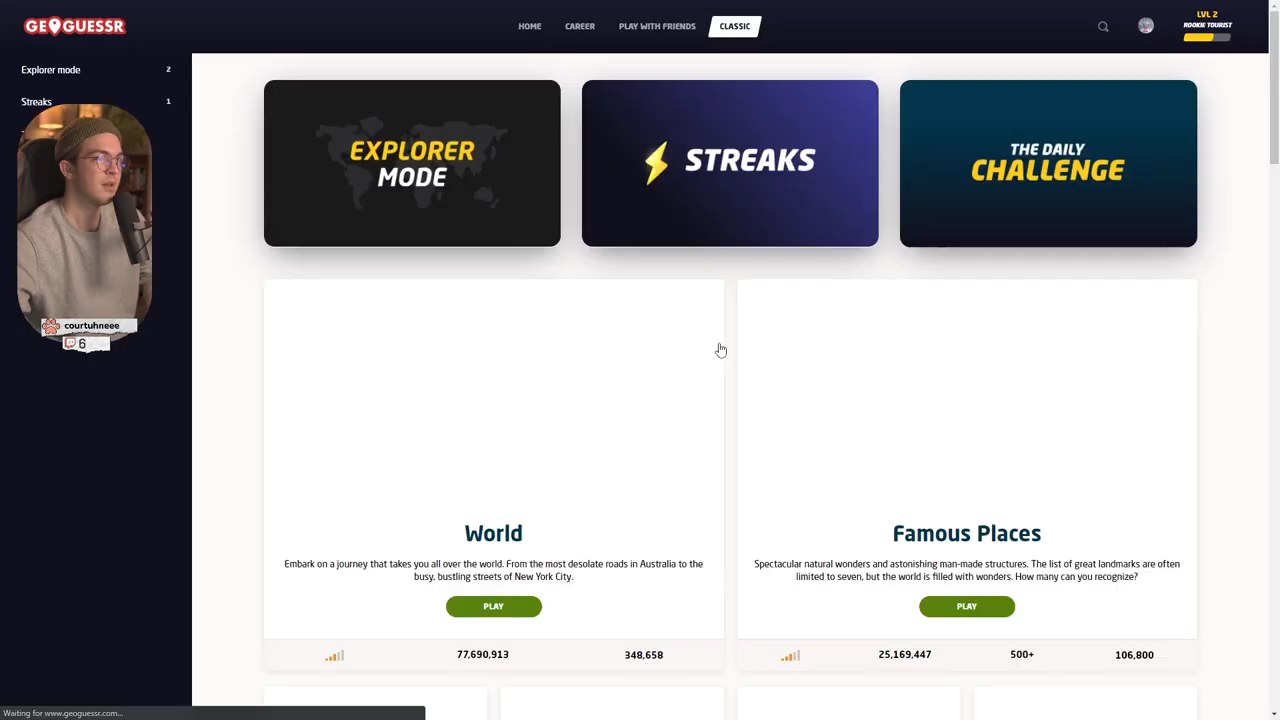 GEOGUESSR
HOME
CAREER
PLAY WITH FRIENDS
CLASSIC
LVL 2
ROOKIE TOURIST
Explorer mode
2
Streaks
1
courtuhneee
6
EXPLORER
MODE
STREAKS
THE DAILY
CHALLENGE
World
Embark on a journey that takes you all over the world. From the most desolate roads in Australia to the
busy, bustling streets of New York City.
PLAY
77,690,913
348,658
Famous Places
Spectacular natural wonders and astonishing man-made structures. The list of great landmarks are often
limited to seven, but the world is filled with wonders. How many can you recognize?
PLAY
25,169,447
500+
106,800
Waiting for www.geoguessr.com...